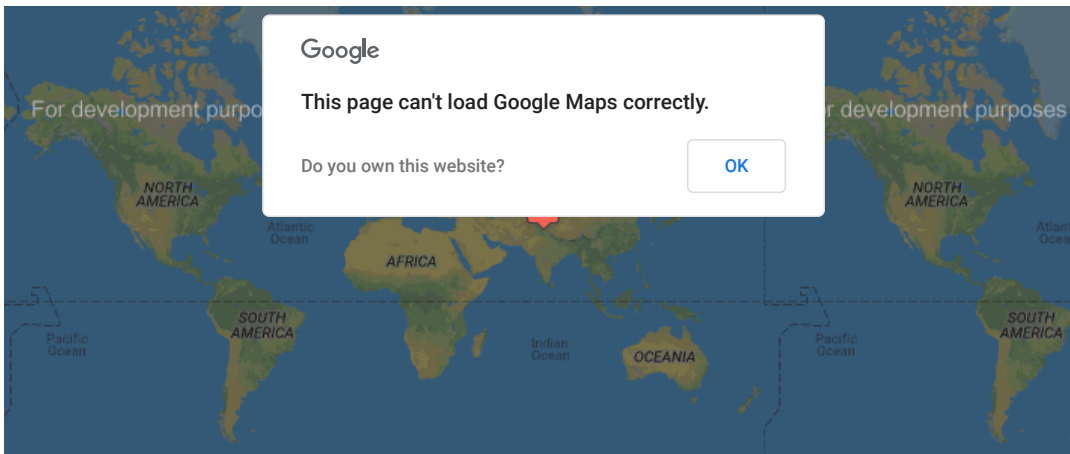 Google
This page can't load Google Maps correctly.
Do you own this website?
OK
For development purpo
r development purposes
NORTH
AMERICA
NORTH
AMERICA
Atlantic
Ocean
Atlan
Ocea
AFRICA
SOUTH
AMERICA
SOUTH
AMERICA
Pacific
Ocean
Indian
Ocean
OCEANIA
Pacific
Ocean